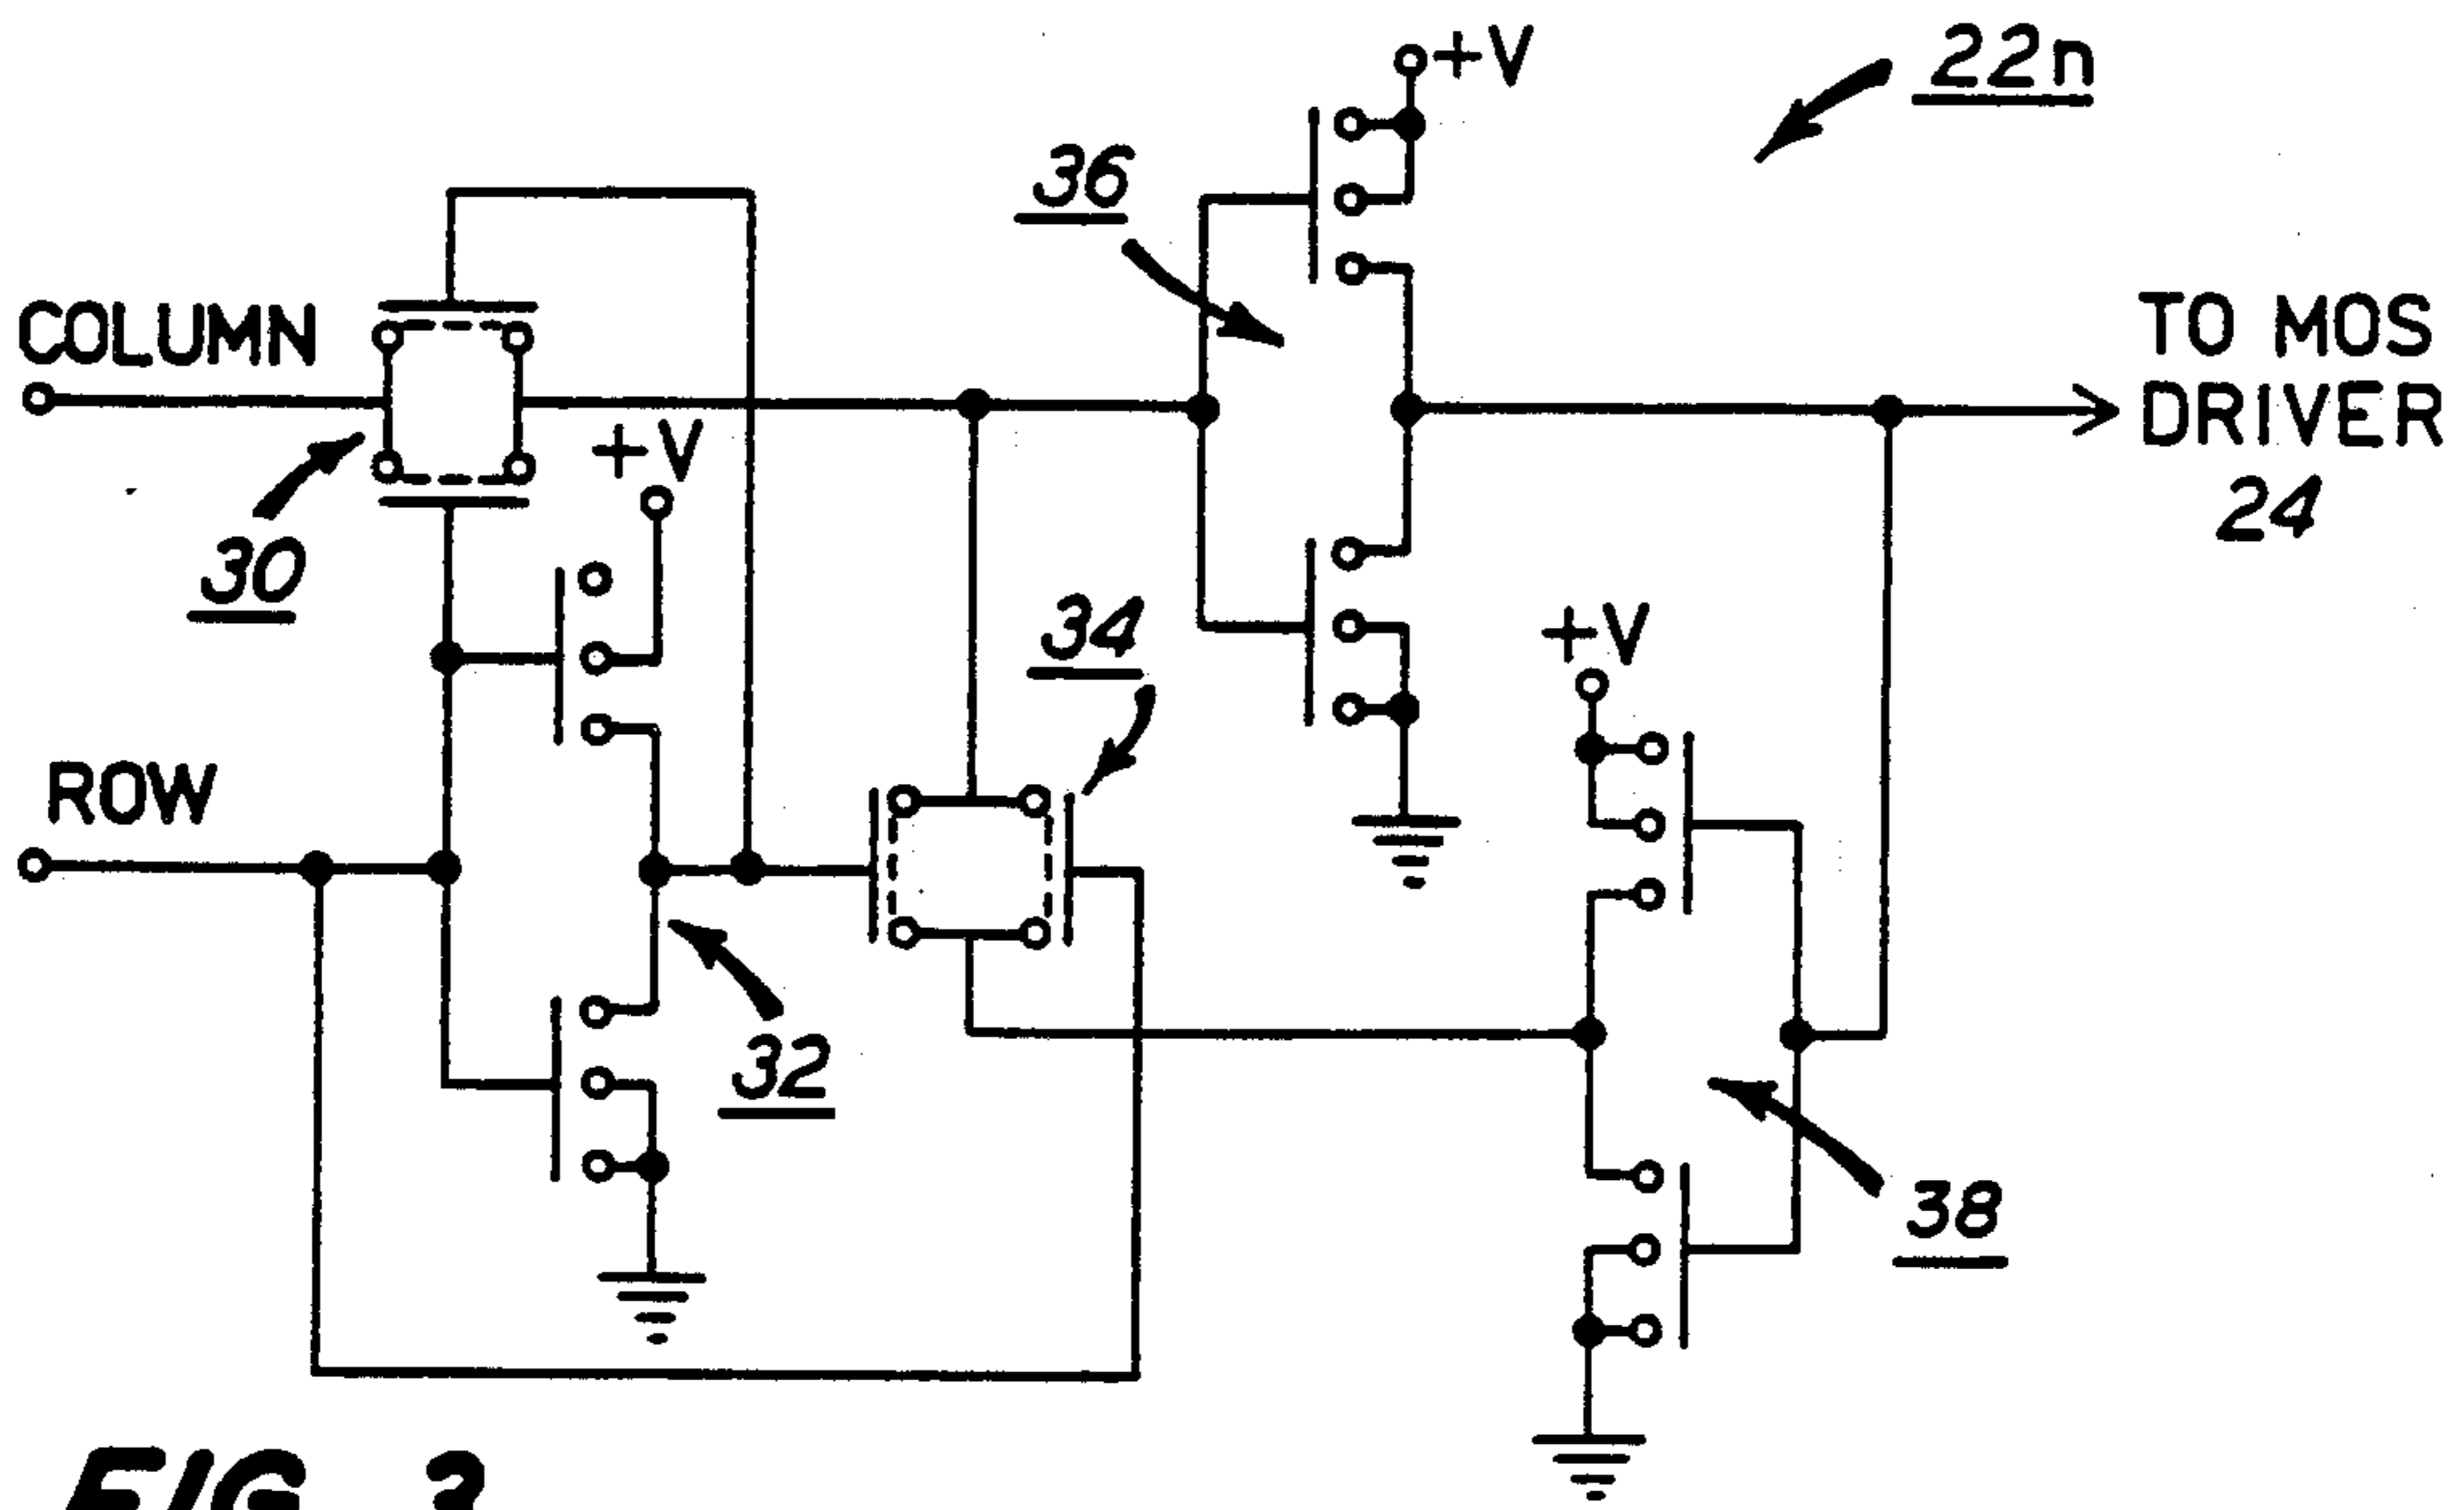 +V
22n
36
COLUMN
TO MOS
DRIVER
24
+V
30
34
+V
ROW
32
38
FIG. 3